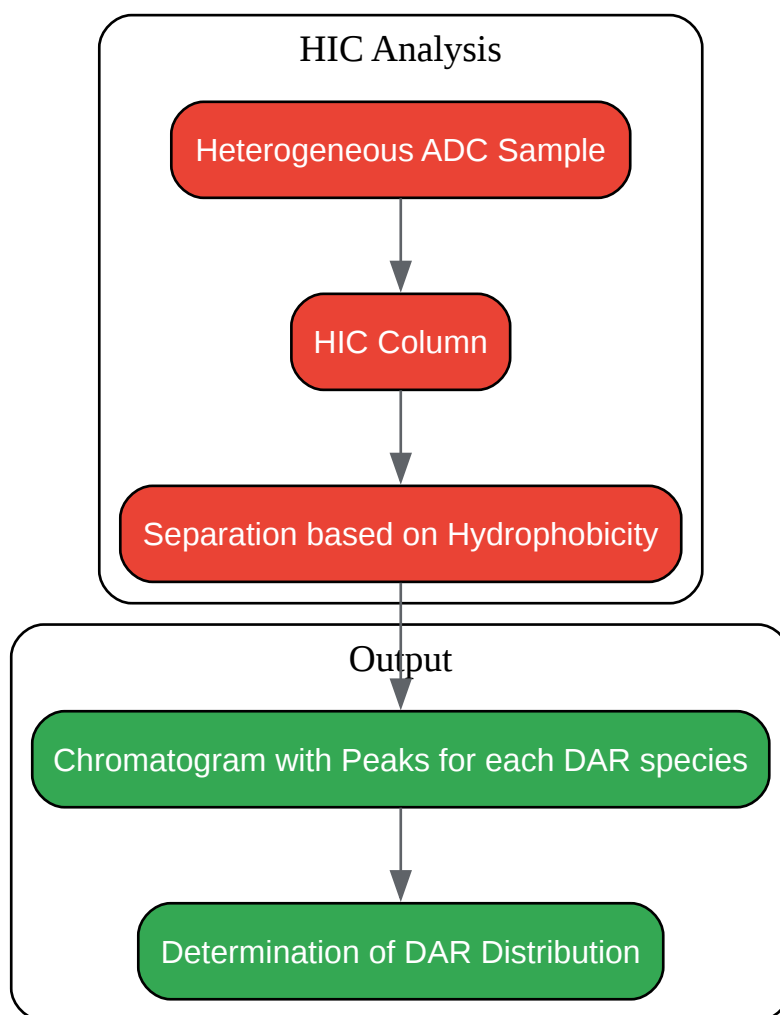 HIC Analysis
Heterogeneous ADC Sample
HIC Column
Separation based on Hydrophobicity
Output
Chromatogram with Peaks for each DAR species
Determination of DAR Distribution